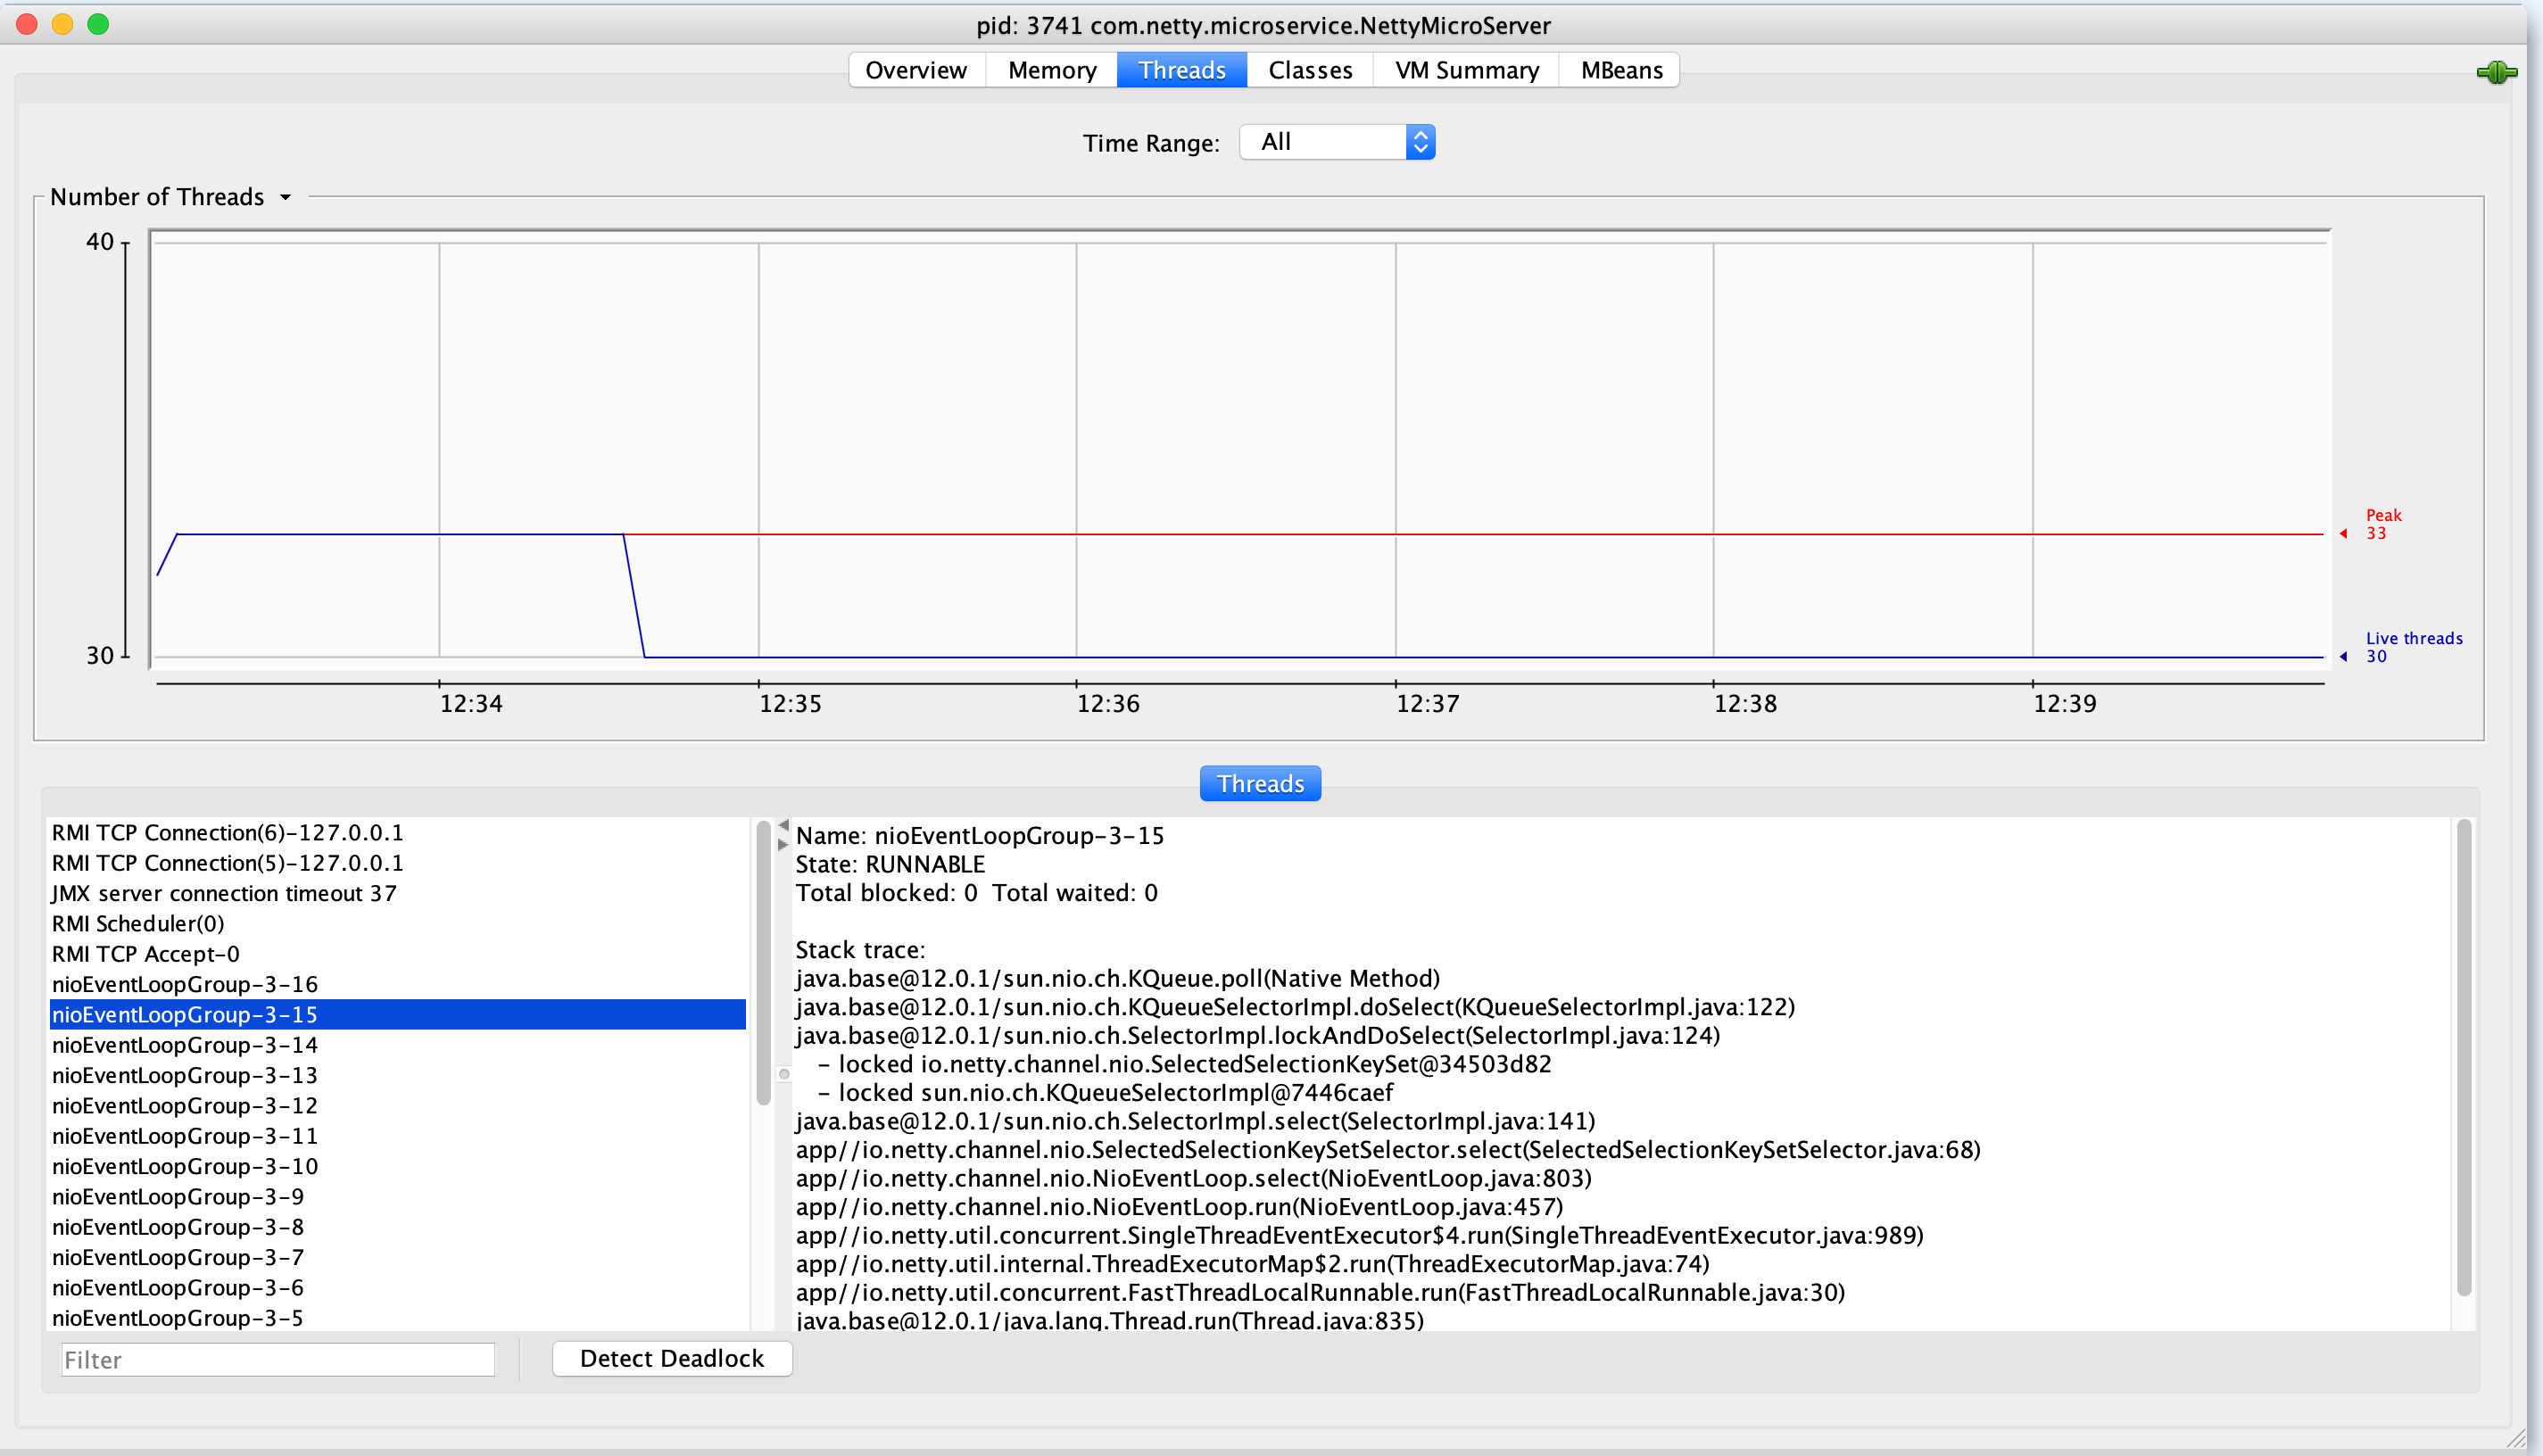 pid: 3741 com.netty.microservice.NettyMicroServer
Overview Memory Threads Classes VM Summary MBeans
Time Range: All
Number of Threads
40
30
Peak
33
Live threads
30
12:34 12:35 12:36 12:37 12:38 12:39
Threads
RMI TCP Connection(6)-127.0.0.1
RMI TCP Connection(5)-127.0.0.1
JMX server connection timeout 37
RMI Scheduler(0)
RMI TCP Accept-0
nioEventLoopGroup-3-16
nioEventLoopGroup-3-15
nioEventLoopGroup-3-14
nioEventLoopGroup-3-13
nioEventLoopGroup-3-12
nioEventLoopGroup-3-11
nioEventLoopGroup-3-10
nioEventLoopGroup-3-9
nioEventLoopGroup-3-8
nioEventLoopGroup-3-7
nioEventLoopGroup-3-6
nioEventLoopGroup-3-5
Name: nioEventLoopGroup-3-15
State: RUNNABLE
Total blocked: 0 Total waited: 0
Stack trace:
java.base@12.0.1/sun.nio.ch.KQueue.poll(Native Method)
java.base@12.0.1/sun.nio.ch.KQueueSelectorImpl.doSelect(KQueueSelectorImpl.java:122)
java.base@12.0.1/sun.nio.ch.SelectorImpl.lockAndDoSelect(SelectorImpl.java:124)
- locked io.netty.channel.nio.SelectedSelectionKeySet@34503d82
- locked sun.nio.ch.KQueueSelectorImpl@7446caef
java.base@12.0.1/sun.nio.ch.SelectorImpl.select(SelectorImpl.java:141)
app//io.netty.channel.nio.SelectedSelectionKeySetSelector.select(SelectedSelectionKeySetSelector.java:68)
app//io.netty.channel.nio.NioEventLoop.select(NioEventLoop.java:803)
app//io.netty.channel.nio.NioEventLoop.run(NioEventLoop.java:457)
app//io.netty.util.concurrent.SingleThreadEventExecutor$4.run(SingleThreadEventExecutor.java:989)
app//io.netty.util.internal.ThreadExecutorMap$2.run(ThreadExecutorMap.java:74)
app//io.netty.util.concurrent.FastThreadLocalRunnable.run(FastThreadLocalRunnable.java:30)
java.base@12.0.1/java.lang.Thread.run(Thread.java:835)
Filter
Detect Deadlock